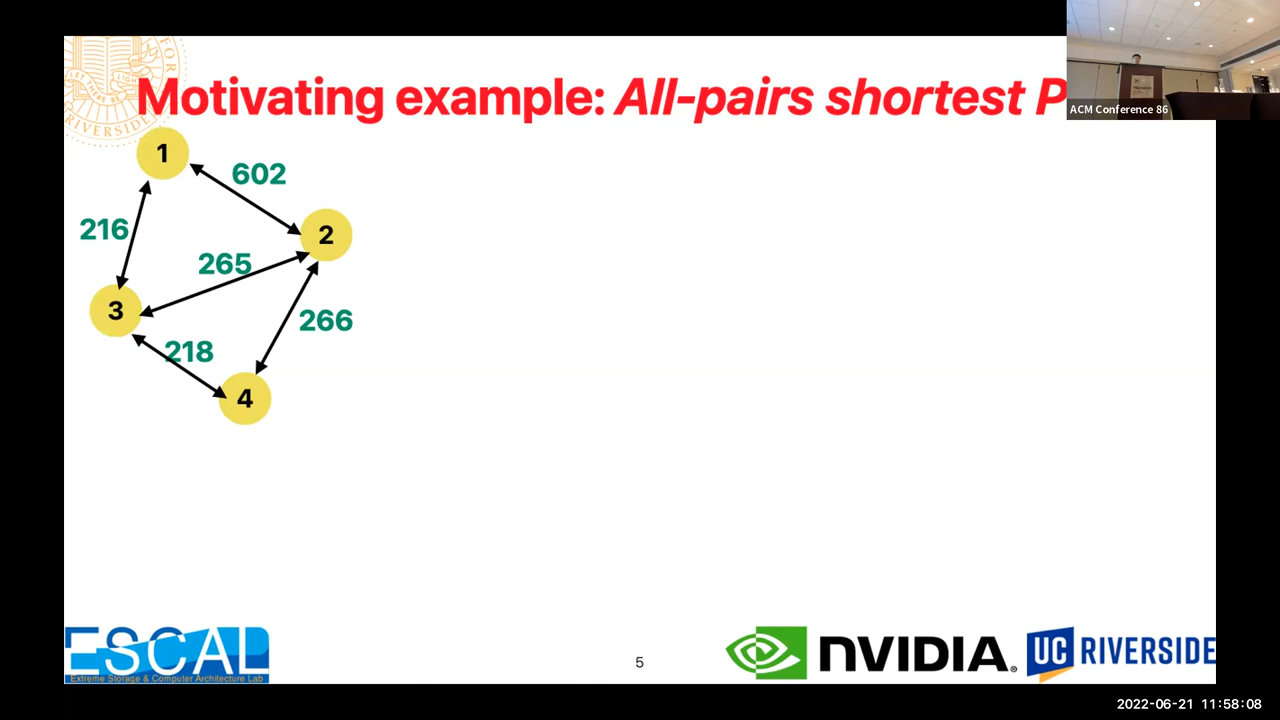 Motivating example: All-pairs shortest P
ACM Conference 86
1
602
216
2
265
3
266
218
4
ESCAL
Extreme Storage & Computer Architecture Lab
5
NVIDIA.
UC RIVERSIDE
2022-06-21 11:58:08